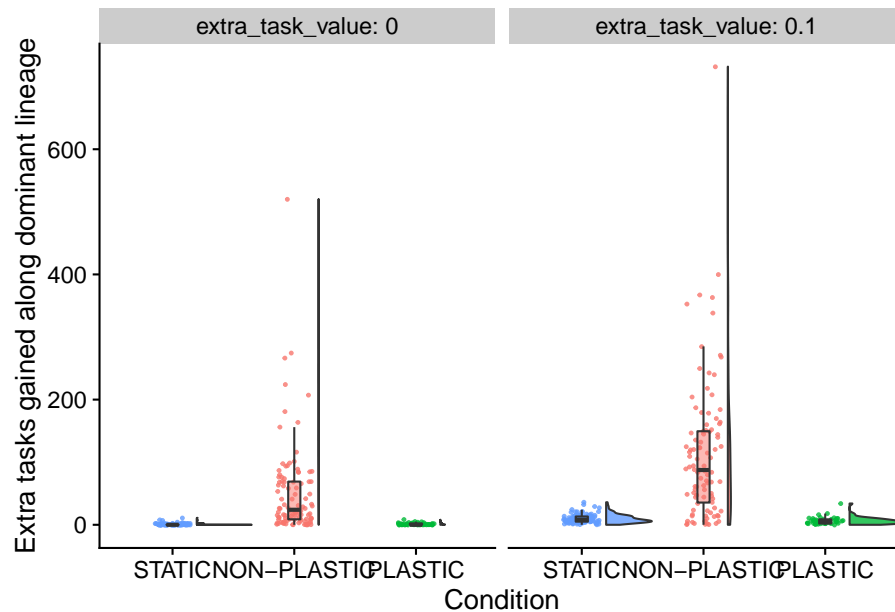 extra_task_value: 0
extra_task_value: 0.1
Extra tasks gained along dominant lineage
600
400
200
0
STATIC NON−PLASTIC PLASTIC
STATIC NON−PLASTIC PLASTIC
Condition